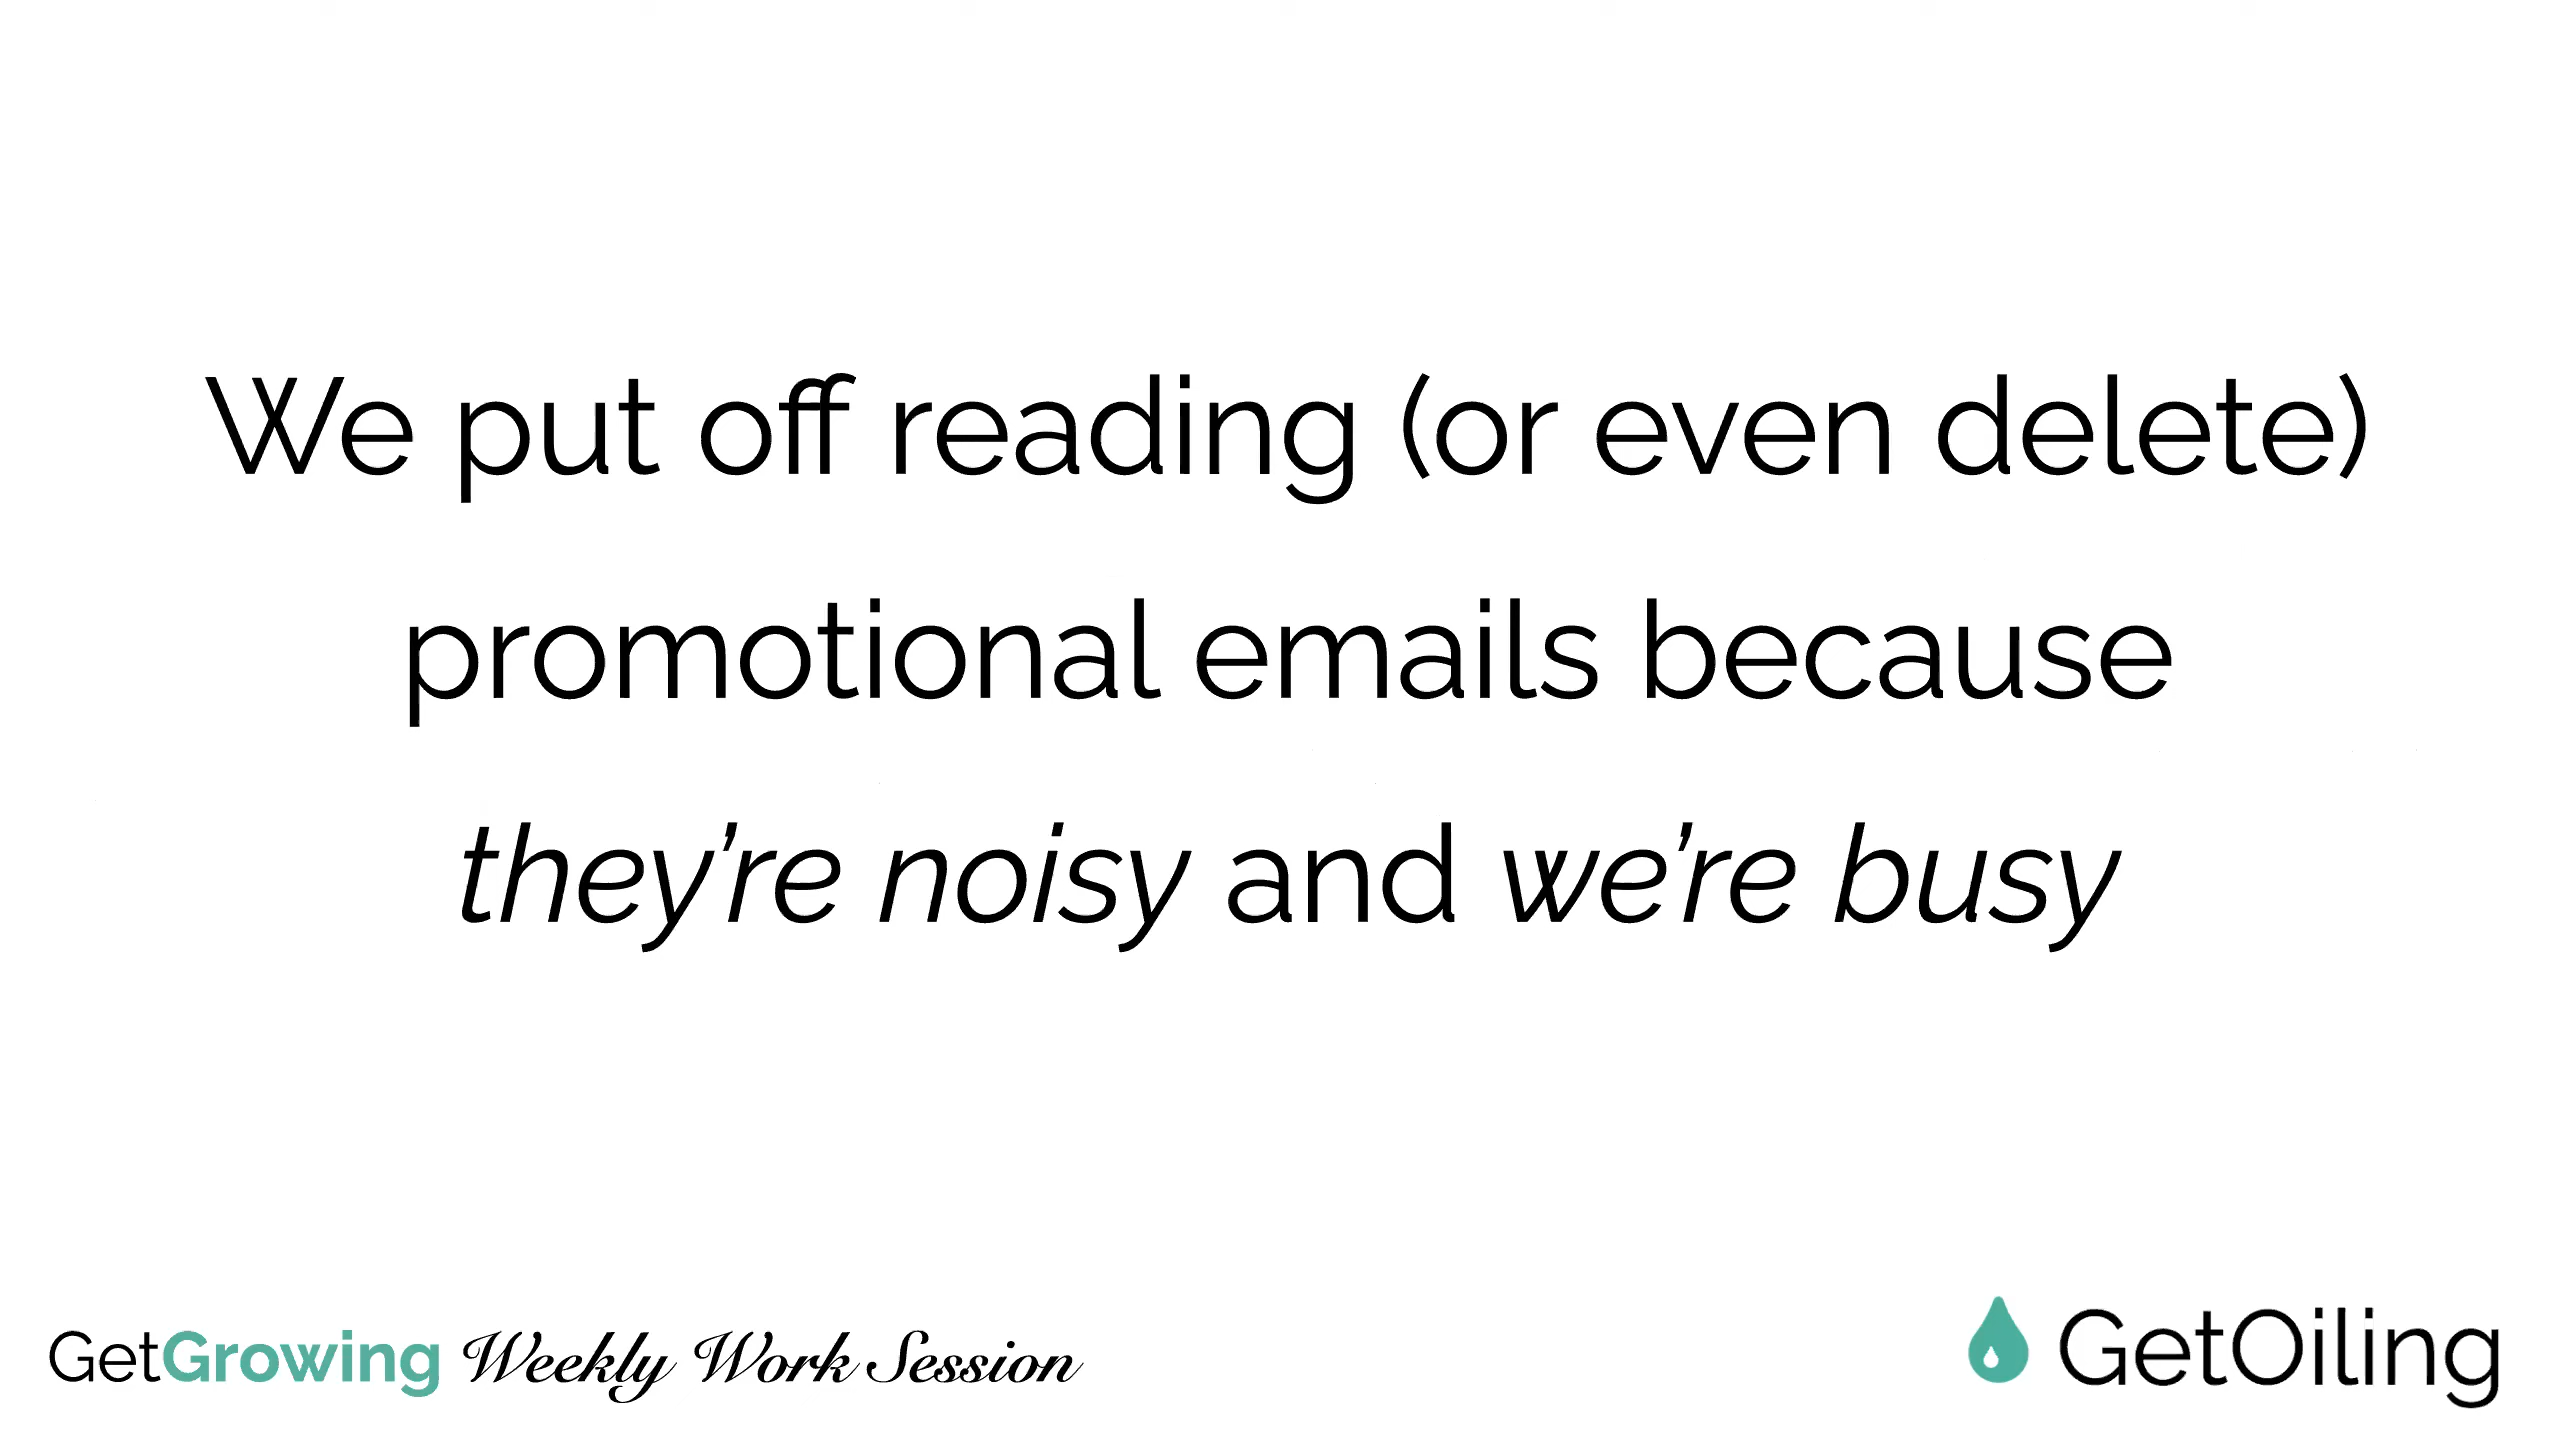 We put off reading (or even delete)
promotional emails because
they’re noisy and we’re busy
GetGrowing Weekly Work Session
GetOiling